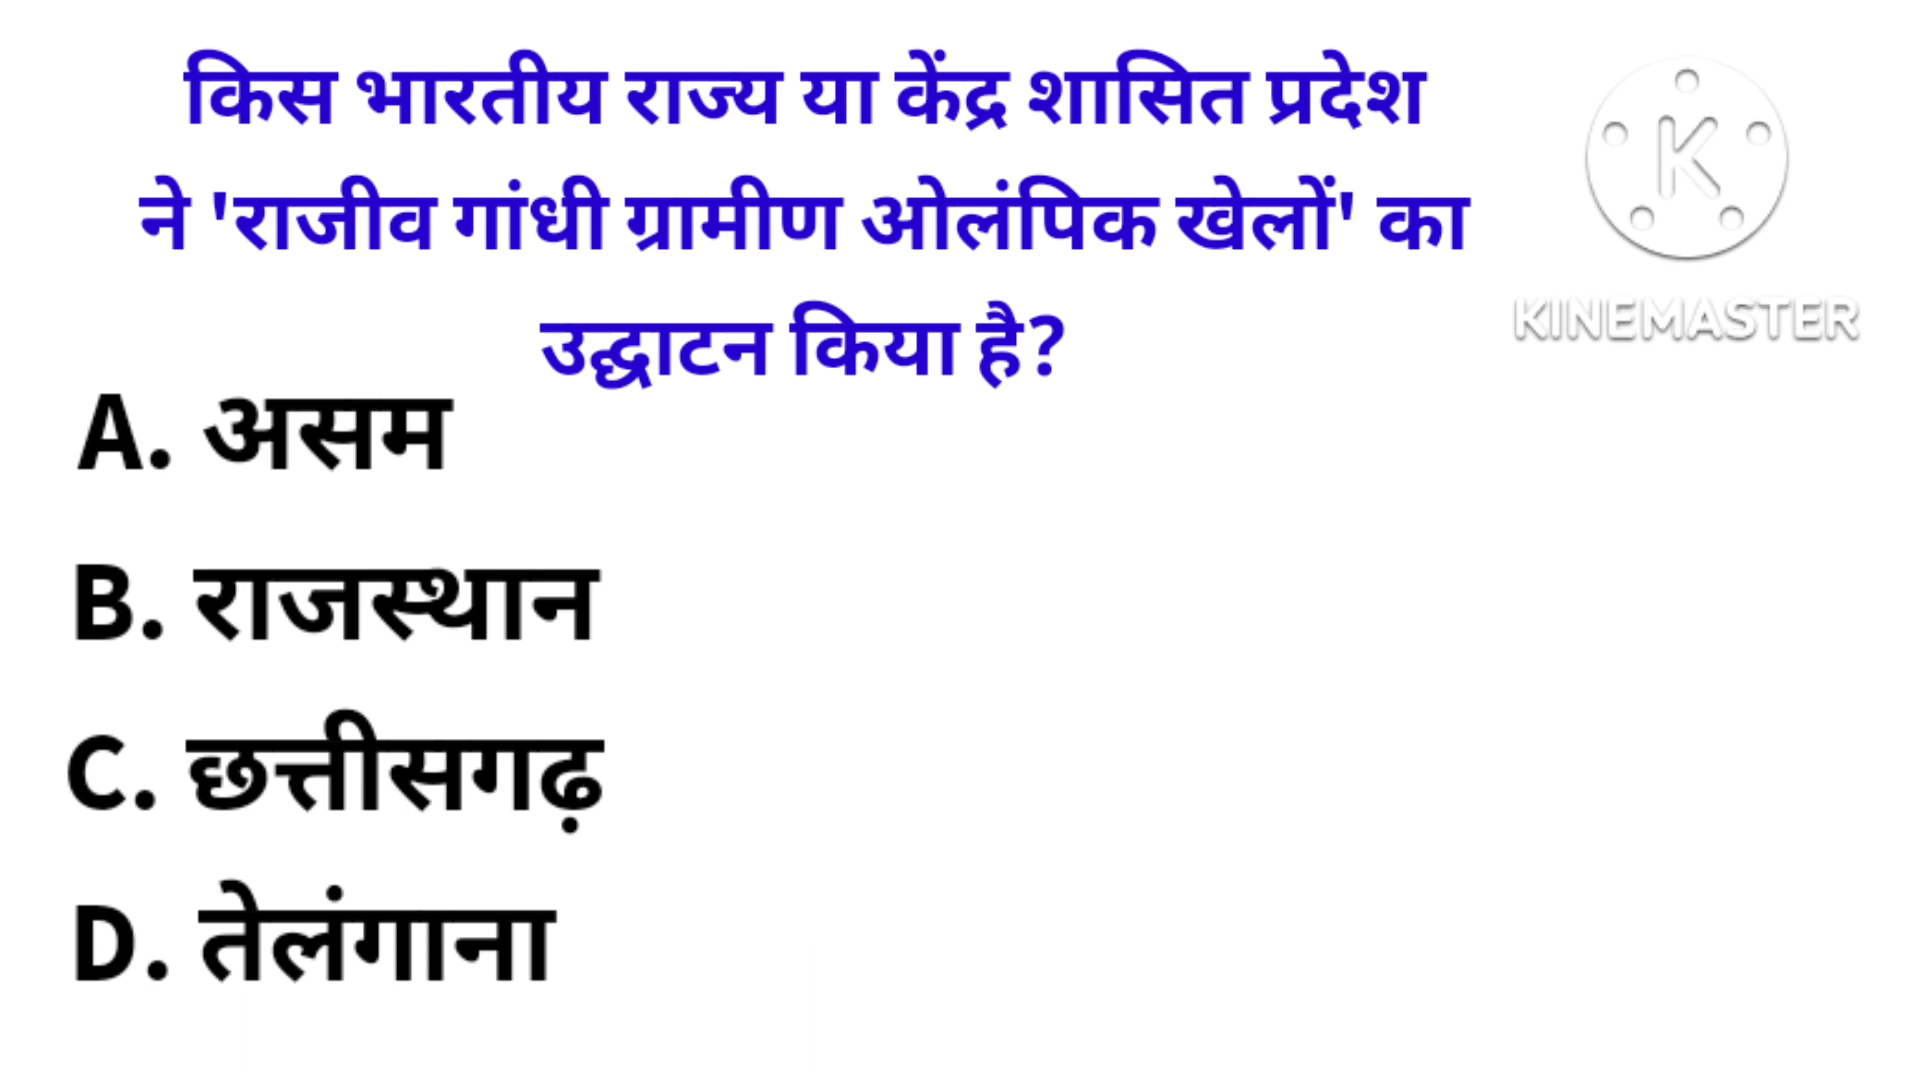 किस भारतीय राज्य या केंद्र शासित प्रदेश
ने 'राजीव गांधी ग्रामीण ओलंपिक खेलों' का
उद्घाटन किया है?
K
KINEMASTER
A. असम
B. राजस्थान
C. छत्तीसगढ़
D. तेलंगाना